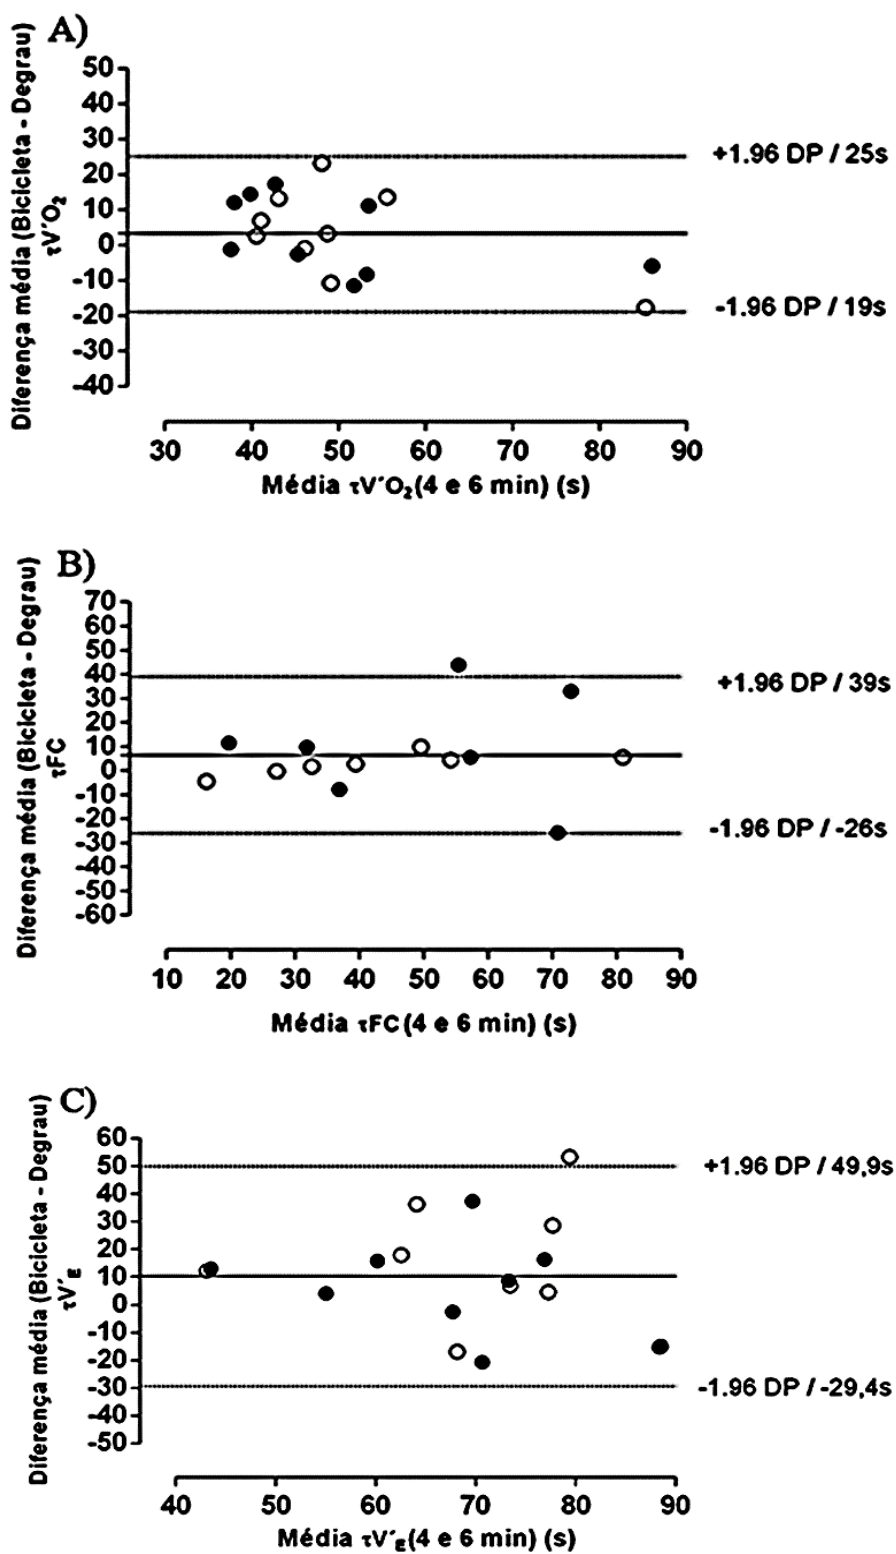 A)
Diferença média (Bicicleta - Degrau)
τV´O₂
50
40
30
20
10
0
-10
-20
-30
-40
+1.96 DP / 25s
-1.96 DP / 19s
30 40 50 60 70 80 90
Média τV´O₂(4 e 6 min) (s)
B)
Diferença média (Bicicleta - Degrau)
τFC
70
60
50
40
30
20
10
0
-10
-20
-30
-40
-50
-60
+1.96 DP / 39s
-1.96 DP / -26s
10 20 30 40 50 60 70 80 90
Média τFC(4 e 6 min) (s)
C)
Diferença média (Bicicleta - Degrau)
τV´E
60
50
40
30
20
10
0
-10
-20
-30
-40
-50
+1.96 DP / 49,9s
-1.96 DP / -29,4s
40 50 60 70 80 90
Média τV´E(4 e 6 min) (s)